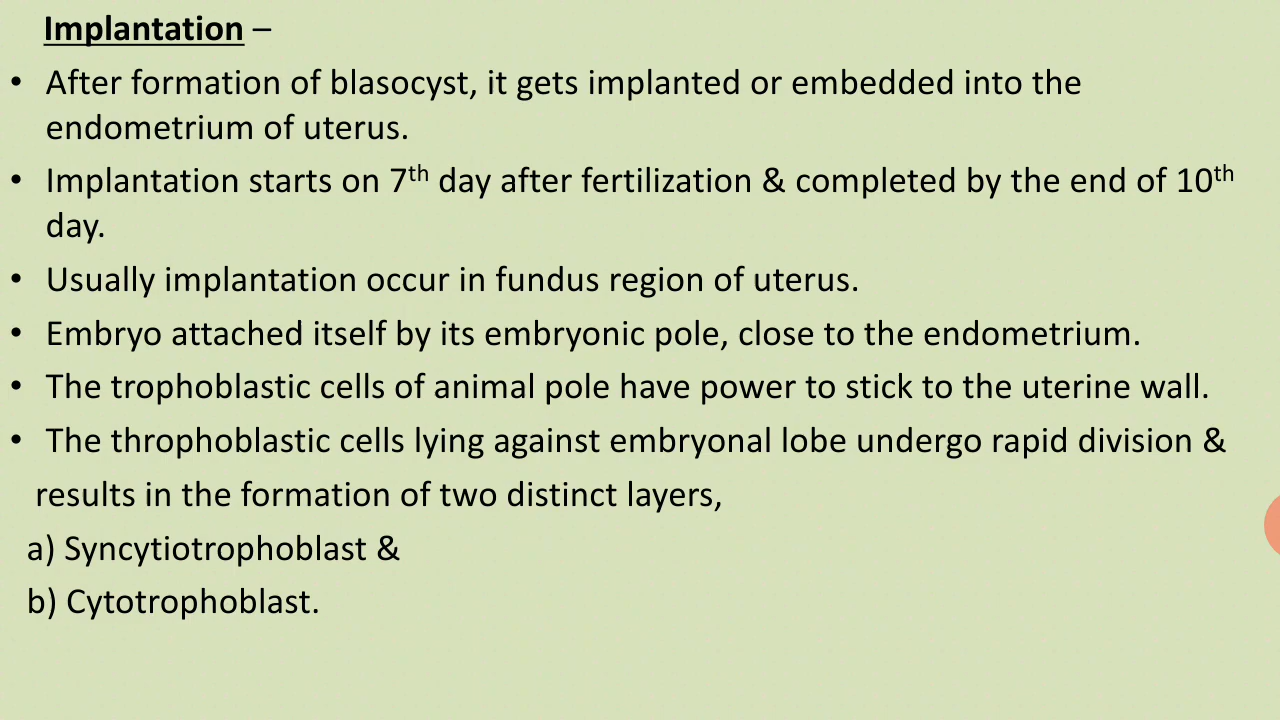 Implantation –
• After formation of blasocyst, it gets implanted or embedded into the
endometrium of uterus.
• Implantation starts on 7th day after fertilization & completed by the end of 10th
day.
• Usually implantation occur in fundus region of uterus.
• Embryo attached itself by its embryonic pole, close to the endometrium.
• The trophoblastic cells of animal pole have power to stick to the uterine wall.
• The throphoblastic cells lying against embryonal lobe undergo rapid division &
results in the formation of two distinct layers,
a) Syncytiotrophoblast &
b) Cytotrophoblast.